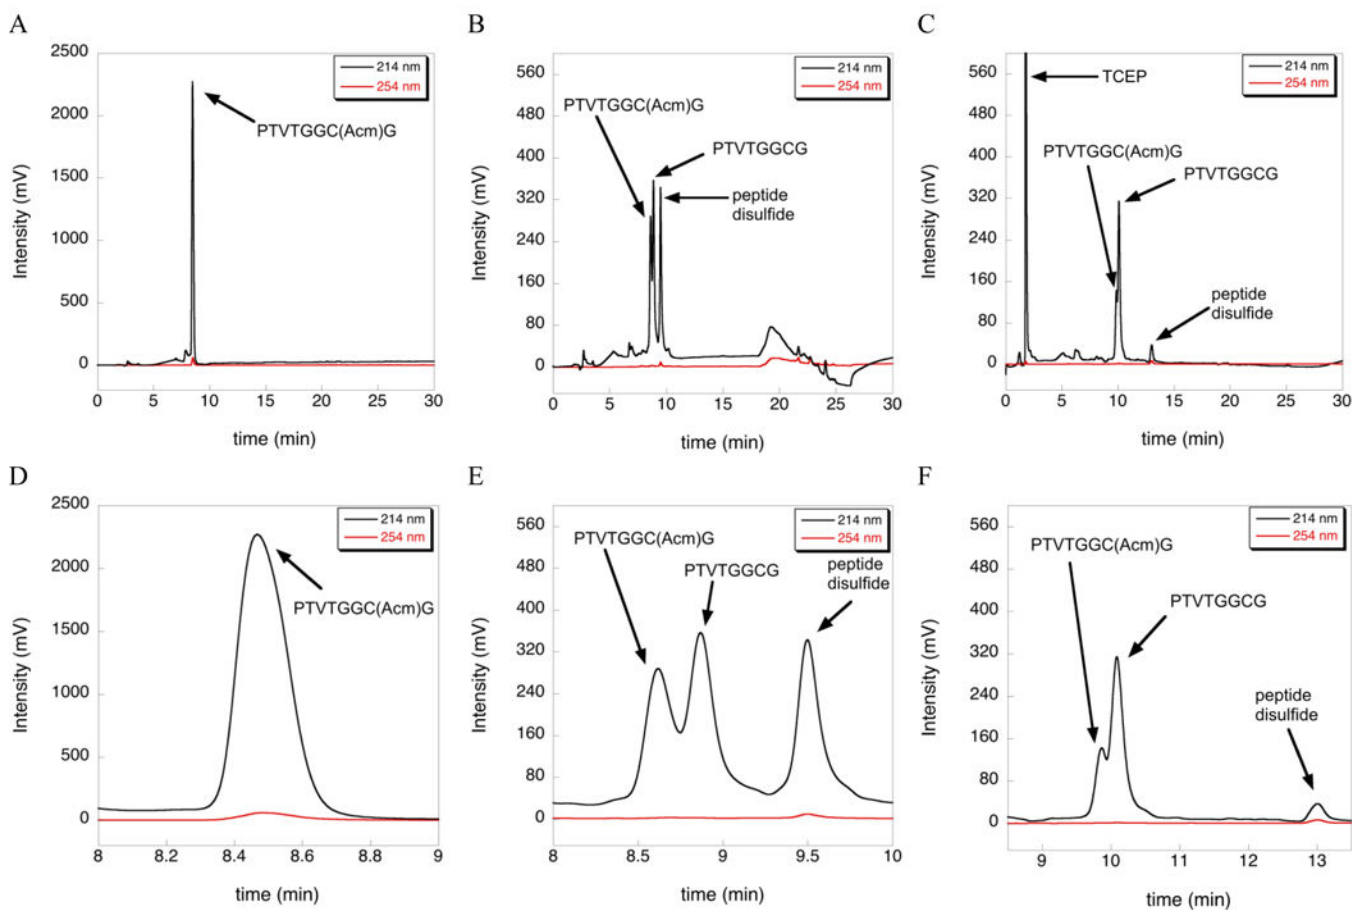 A
2500
2000
1500
1000
500
0
Intensity (mV)
214 nm
254 nm
PTVTGGC(Acm)G
0 5 10 15 20 25 30
time (min)
B
560
480
400
320
240
160
80
0
Intensity (mV)
214 nm
254 nm
PTVTGGC(Acm)G
PTVTGGCG
peptide
disulfide
0 5 10 15 20 25 30
time (min)
C
560
480
400
320
240
160
80
0
Intensity (mV)
214 nm
254 nm
TCEP
PTVTGGC(Acm)G
PTVTGGCG
peptide
disulfide
0 5 10 15 20 25 30
time (min)
D
2500
2000
1500
1000
500
0
Intensity (mV)
214 nm
254 nm
PTVTGGC(Acm)G
8 8.2 8.4 8.6 8.8 9
time (min)
E
560
480
400
320
240
160
80
0
Intensity (mV)
214 nm
254 nm
PTVTGGC(Acm)G
PTVTGGCG
peptide
disulfide
8 8.5 9 9.5 10
time (min)
F
560
480
400
320
240
160
80
0
Intensity (mV)
214 nm
254 nm
PTVTGGC(Acm)G
PTVTGGCG
peptide
disulfide
9 10 11 12 13
time (min)